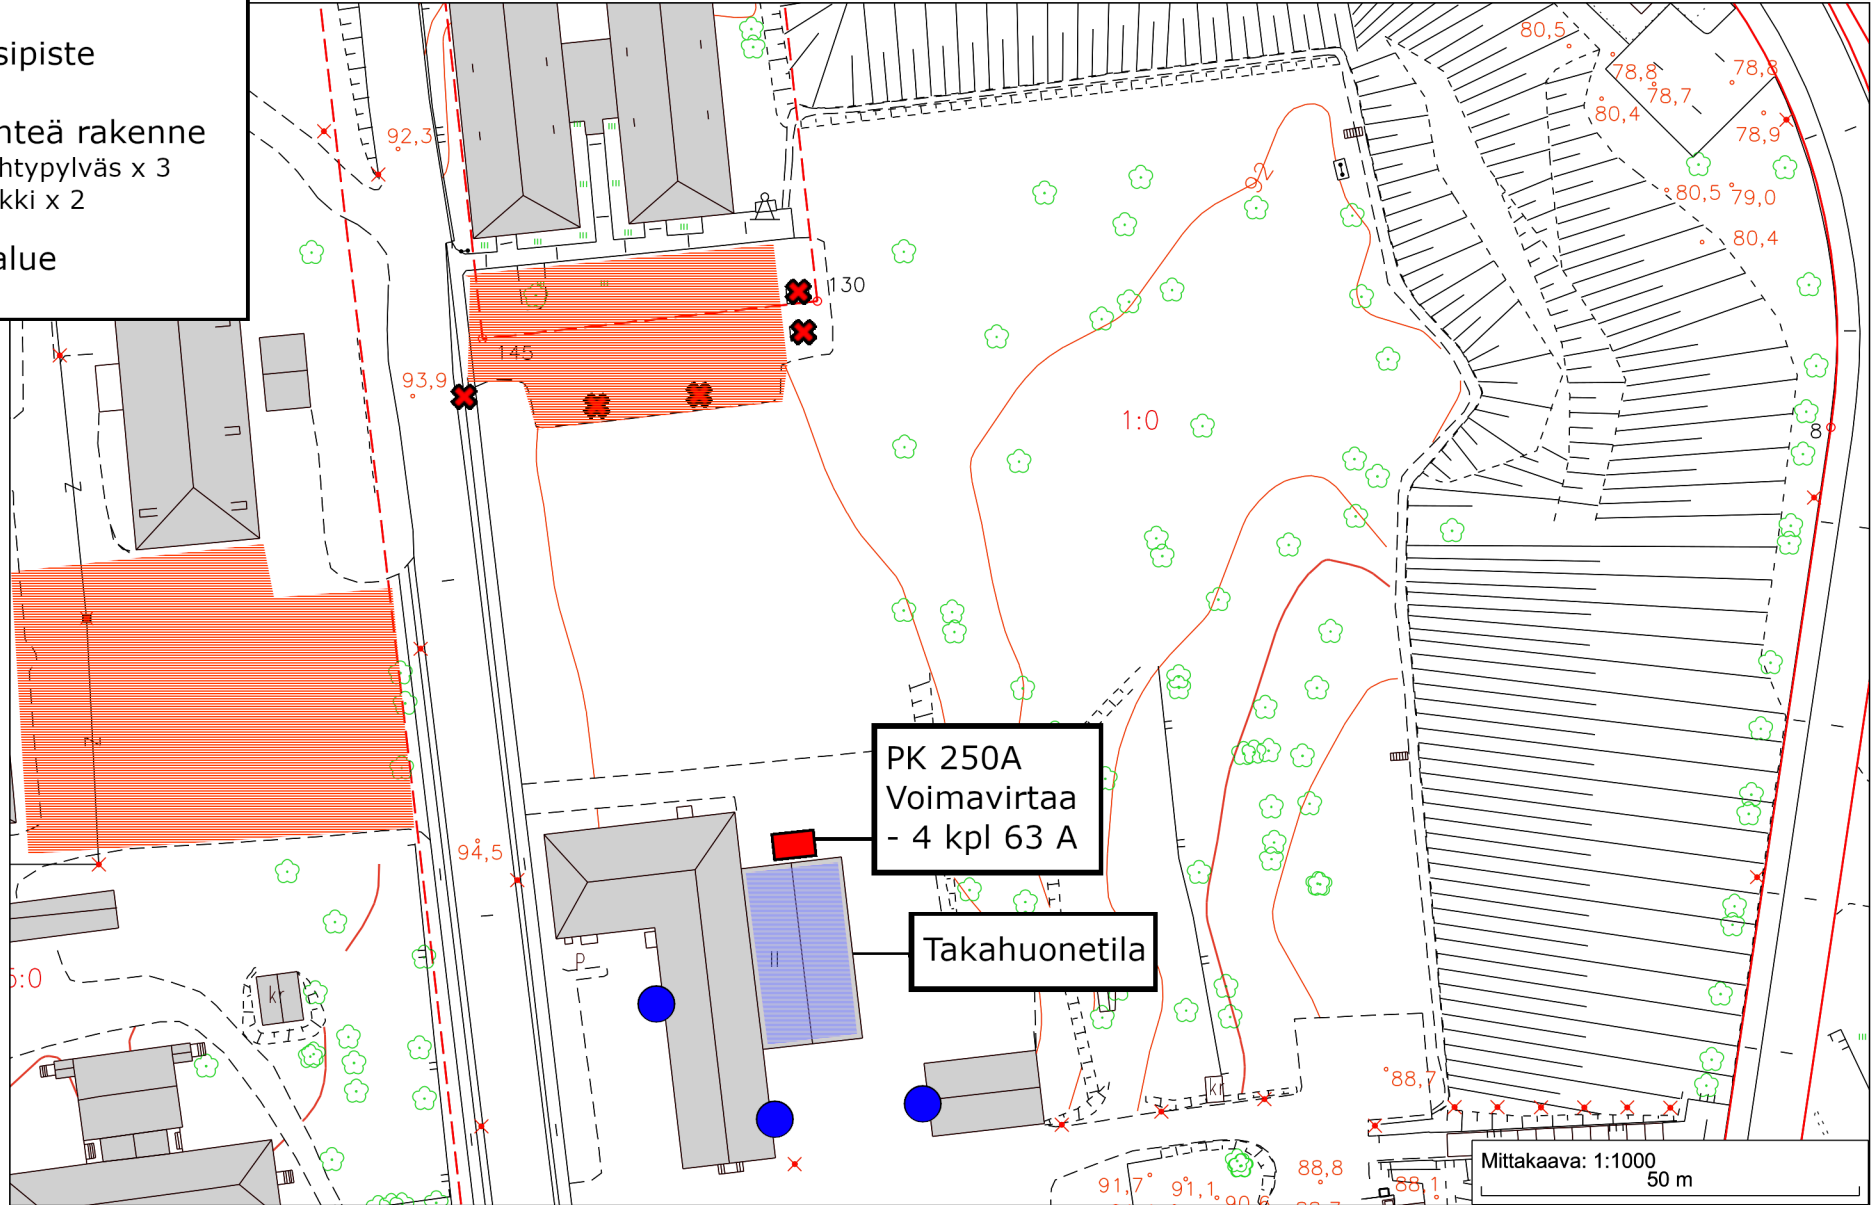 sipiste
nteä rakenne
htypylväs x 3
kki x 2
alue
92,3
93,9
145
130
92
1:0
80,5
78,8
78,8
78,7
80,4
78,9
80,5
79,0
80,4
8
PK 250A
Voimavirtaa
- 4 kpl 63 A
Takahuonetila
94,5
P
II
kr
5:0
kr
88,7
88,8
91,7
91,1
90,6
88,1
Mittakaava: 1:1000
50 m